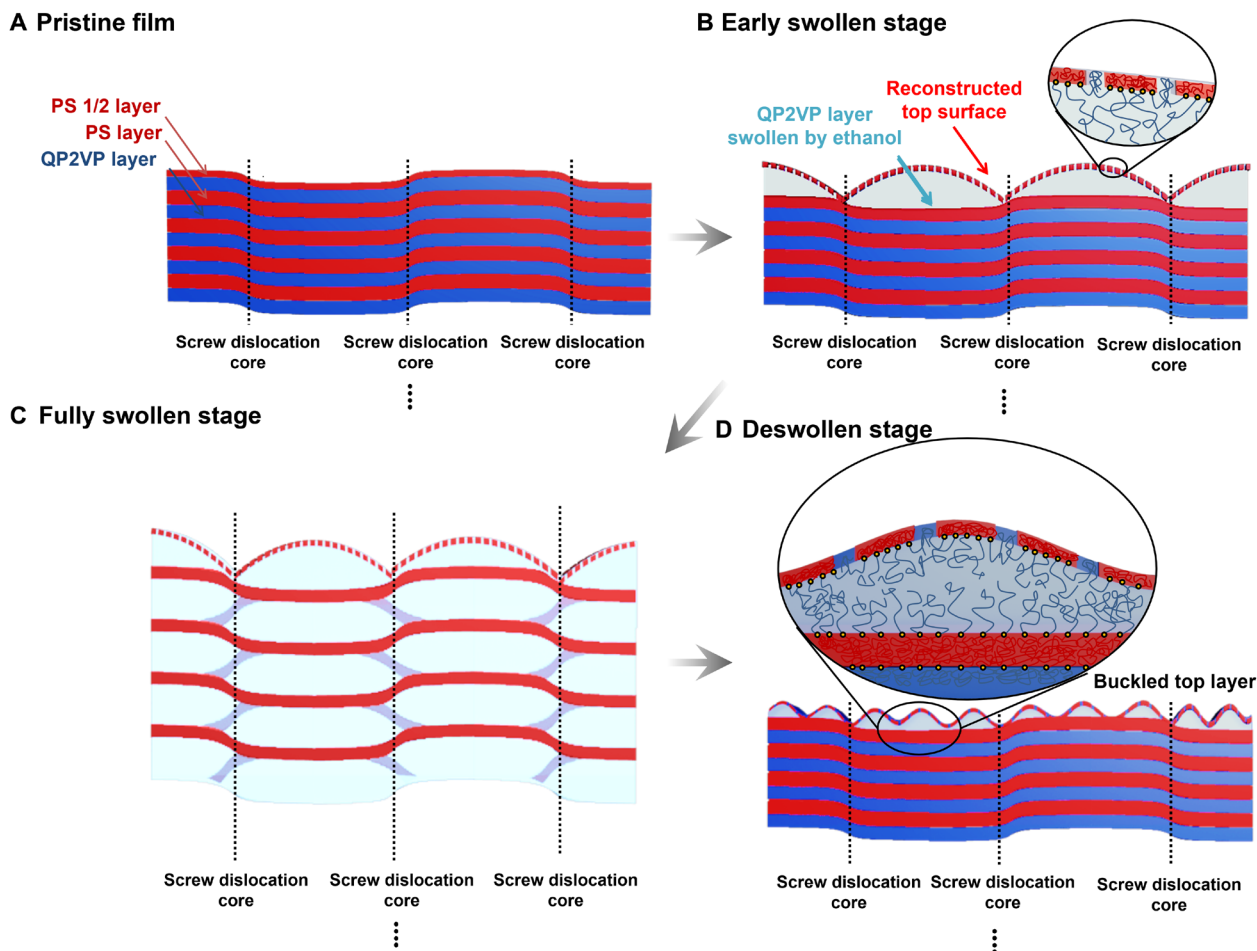 A Pristine film
PS 1/2 layer
PS layer
QP2VP layer
Screw dislocation
core
Screw dislocation
core
Screw dislocation
core
B Early swollen stage
Reconstructed
top surface
QP2VP layer
swollen by ethanol
Screw dislocation
core
Screw dislocation
core
Screw dislocation
core
C Fully swollen stage
Screw dislocation
core
Screw dislocation
core
Screw dislocation
core
D Deswollen stage
Buckled top layer
Screw dislocation
core
Screw dislocation
core
Screw dislocation
core